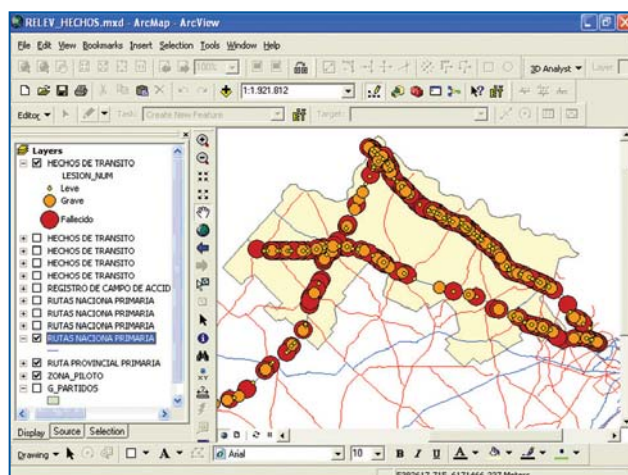 RELEV_HECHOS.mxd - ArcMap - ArcView
File Edit View Bookmarks Insert Selection Tools Window Help
100%
3D Analyst Layer
1:1.921.812
Editor Task: Create New Feature Target:
Layers
HECHOS DE TRANSITO
LESION_NUM
Leve
Grave
Fallecido
HECHOS DE TRANSITO
HECHOS DE TRANSITO
HECHOS DE TRANSITO
HECHOS DE TRANSITO
REGISTRO DE CAMPO DE ACCID
RUTAS NACIONA PRIMARIA
RUTAS NACIONA PRIMARIA
RUTAS NACIONA PRIMARIA
RUTAS NACIONA PRIMARIA
RUTA PROVINCIAL PRIMARIA
ZONA_PILOTO
G_PARTIDOS
Display Source Selection
Drawing A Arial 10 B I U A